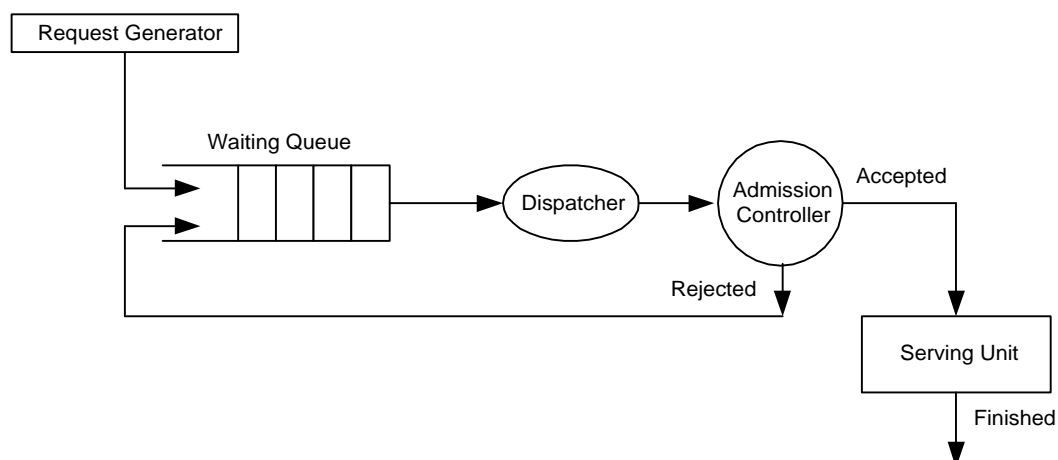 Request Generator
Waiting Queue
Dispatcher
Admission
Controller
Accepted
Rejected
Serving Unit
Finished